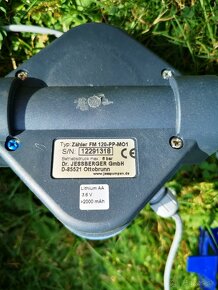 Typ: Zähler FM 120-PP-MO1
S/N: 12291318
Betriebsdruck max. 6 bar
Dr. JESSBERGER GmbH
D-85521 Ottobrunn
www.jesspumpen.de
Lithium AA
3.6 V
>2000 mAh